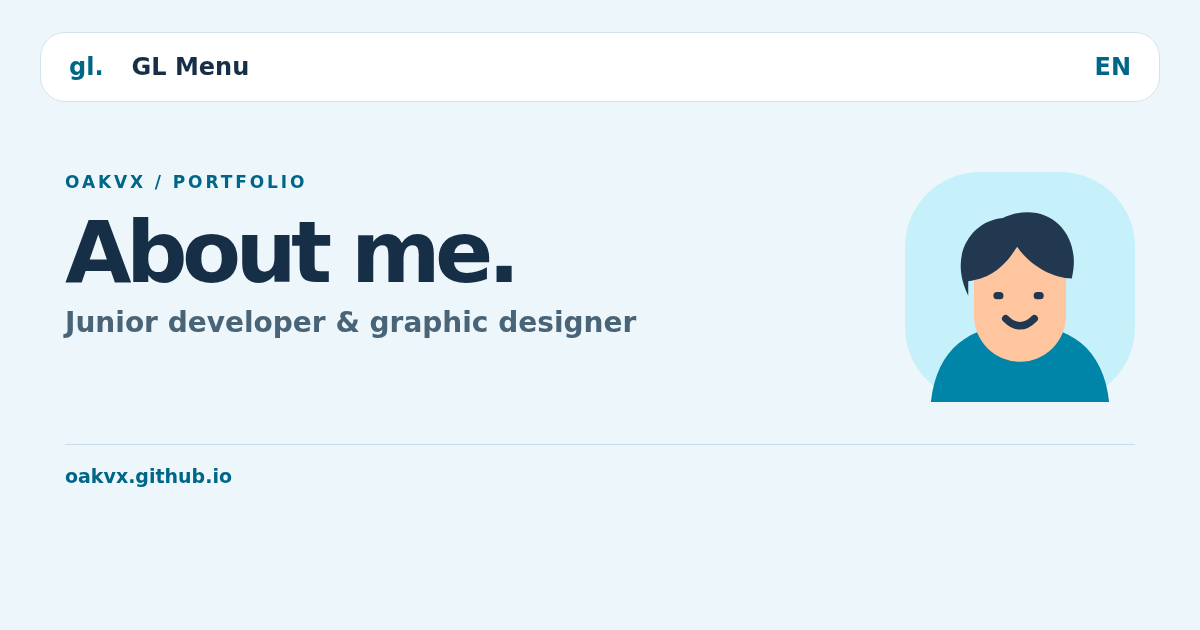 gl. GL Menu EN
OAKVX / PORTFOLIO
About me.
Junior developer & graphic designer
oakvx.github.io